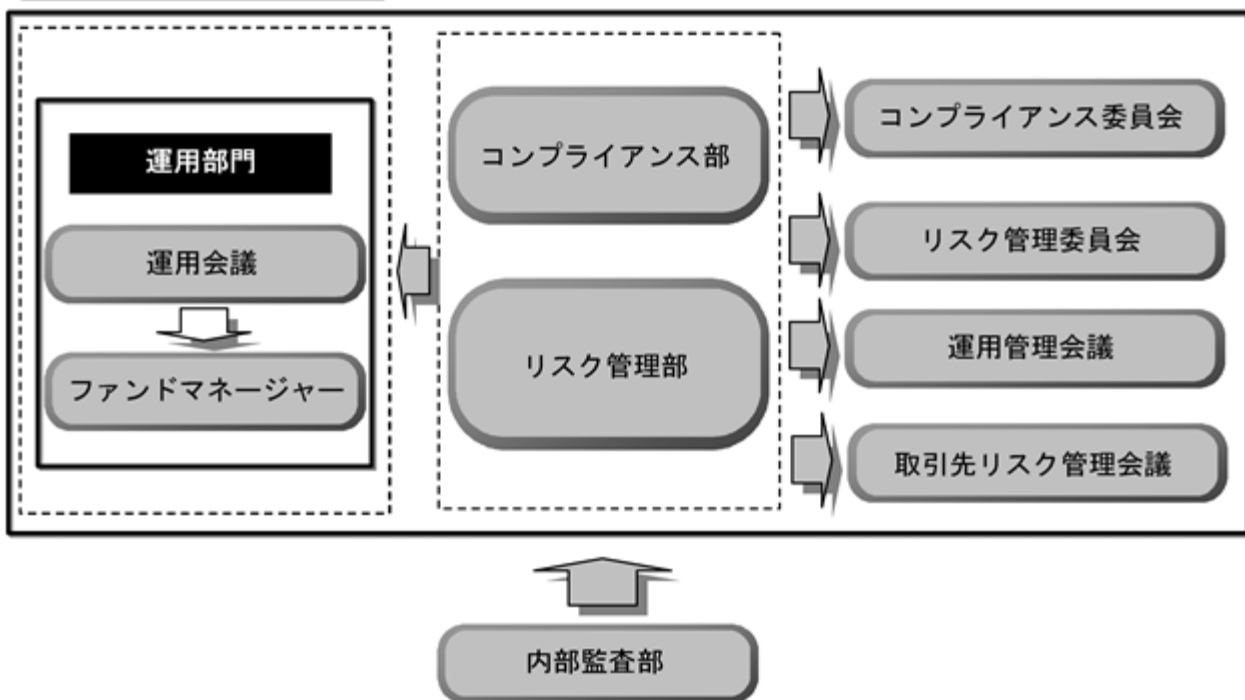 運用部門
運用会議
ファンドマネージャー
コンプライアンス部
リスク管理部
コンプライアンス委員会
リスク管理委員会
運用管理会議
取引先リスク管理会議
内部監査部